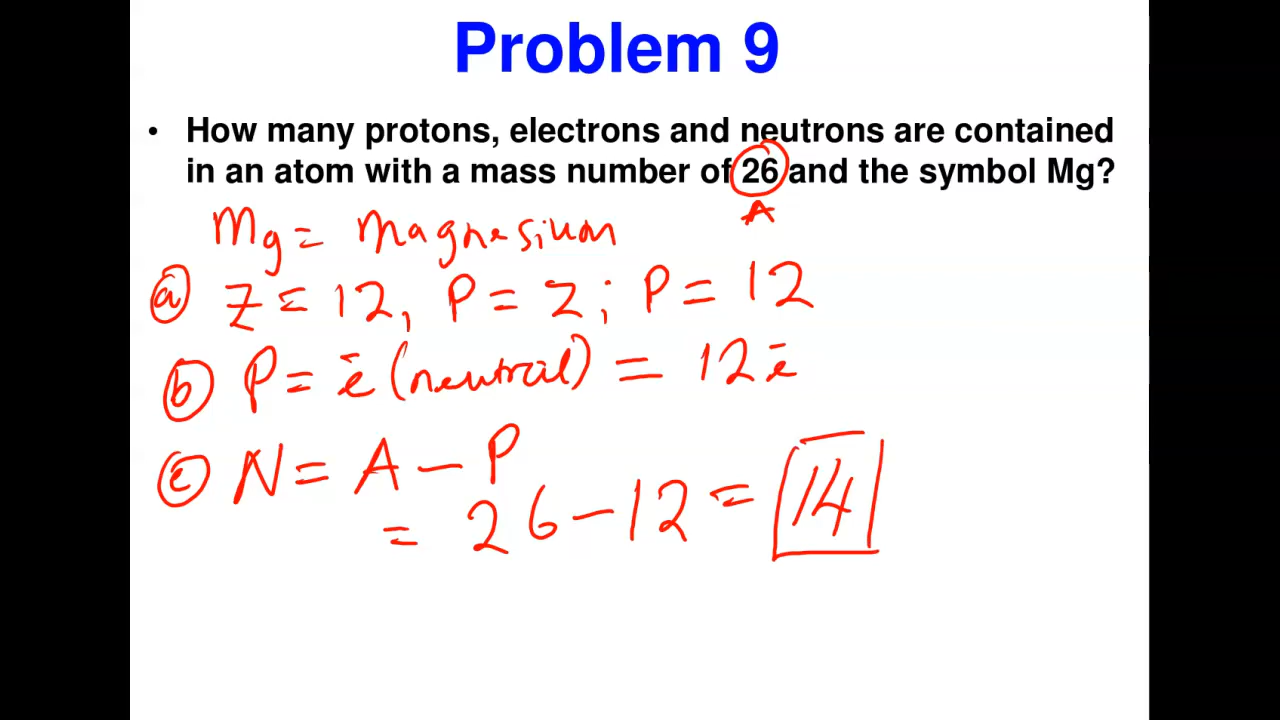 Problem 9
• How many protons, electrons and neutrons are contained
in an atom with a mass number of 26 and the symbol Mg?
A
Mg = Magnesium
ⓐ Z = 12, P = Z; P = 12
ⓑ P = ē (neutral) = 12 ē
ⓒ N = A - P
= 26 - 12 = 14